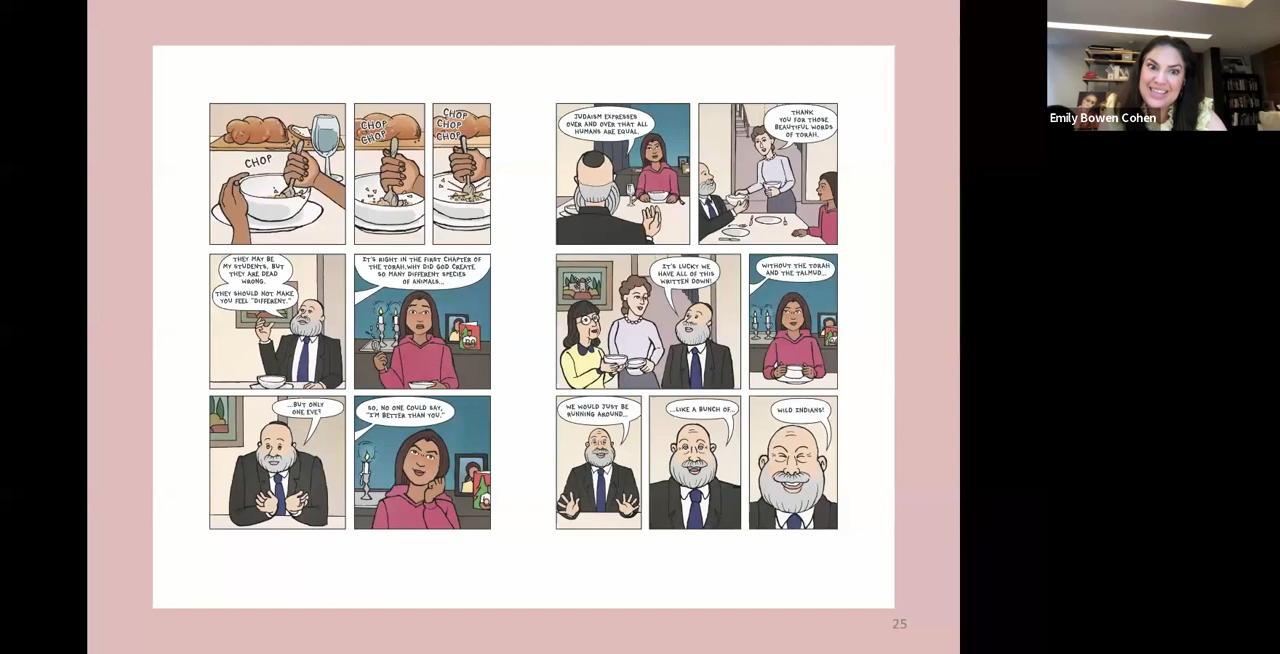 CHOP
CHOP
CHOP
CHOP
CHOP
CHOP
THEY MAY BE
MY STUDENTS, BUT
THEY ARE DEAD
WRONG.
THEY SHOULD NOT MAKE
YOU FEEL "DIFFERENT."
IT'S RIGHT IN THE FIRST CHAPTER OF
THE TORAH. WHY DID GOD CREATE
SO MANY DIFFERENT SPECIES
OF ANIMALS...
...BUT ONLY
ONE EVE?
SO, NO ONE COULD SAY,
"I'M BETTER THAN YOU."
JUDAISM EXPRESSES
OVER AND OVER THAT ALL
HUMANS ARE EQUAL.
THANK
YOU FOR THOSE
BEAUTIFUL WORDS
OF TORAH.
IT'S LUCKY WE
HAVE ALL OF THIS
WRITTEN DOWN!
WITHOUT THE TORAH
AND THE TALMUD...
WE WOULD JUST BE
RUNNING AROUND...
...LIKE A BUNCH OF...
WILD INDIANS!
25
Emily Bowen Cohen